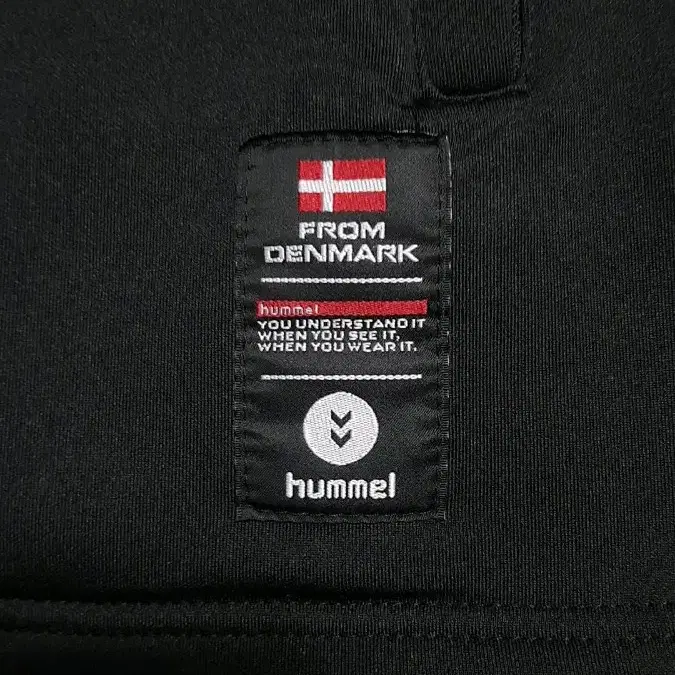 FROM
DENMARK
hummel
YOU UNDERSTAND IT
WHEN YOU SEE IT,
WHEN YOU WEAR IT.
hummel